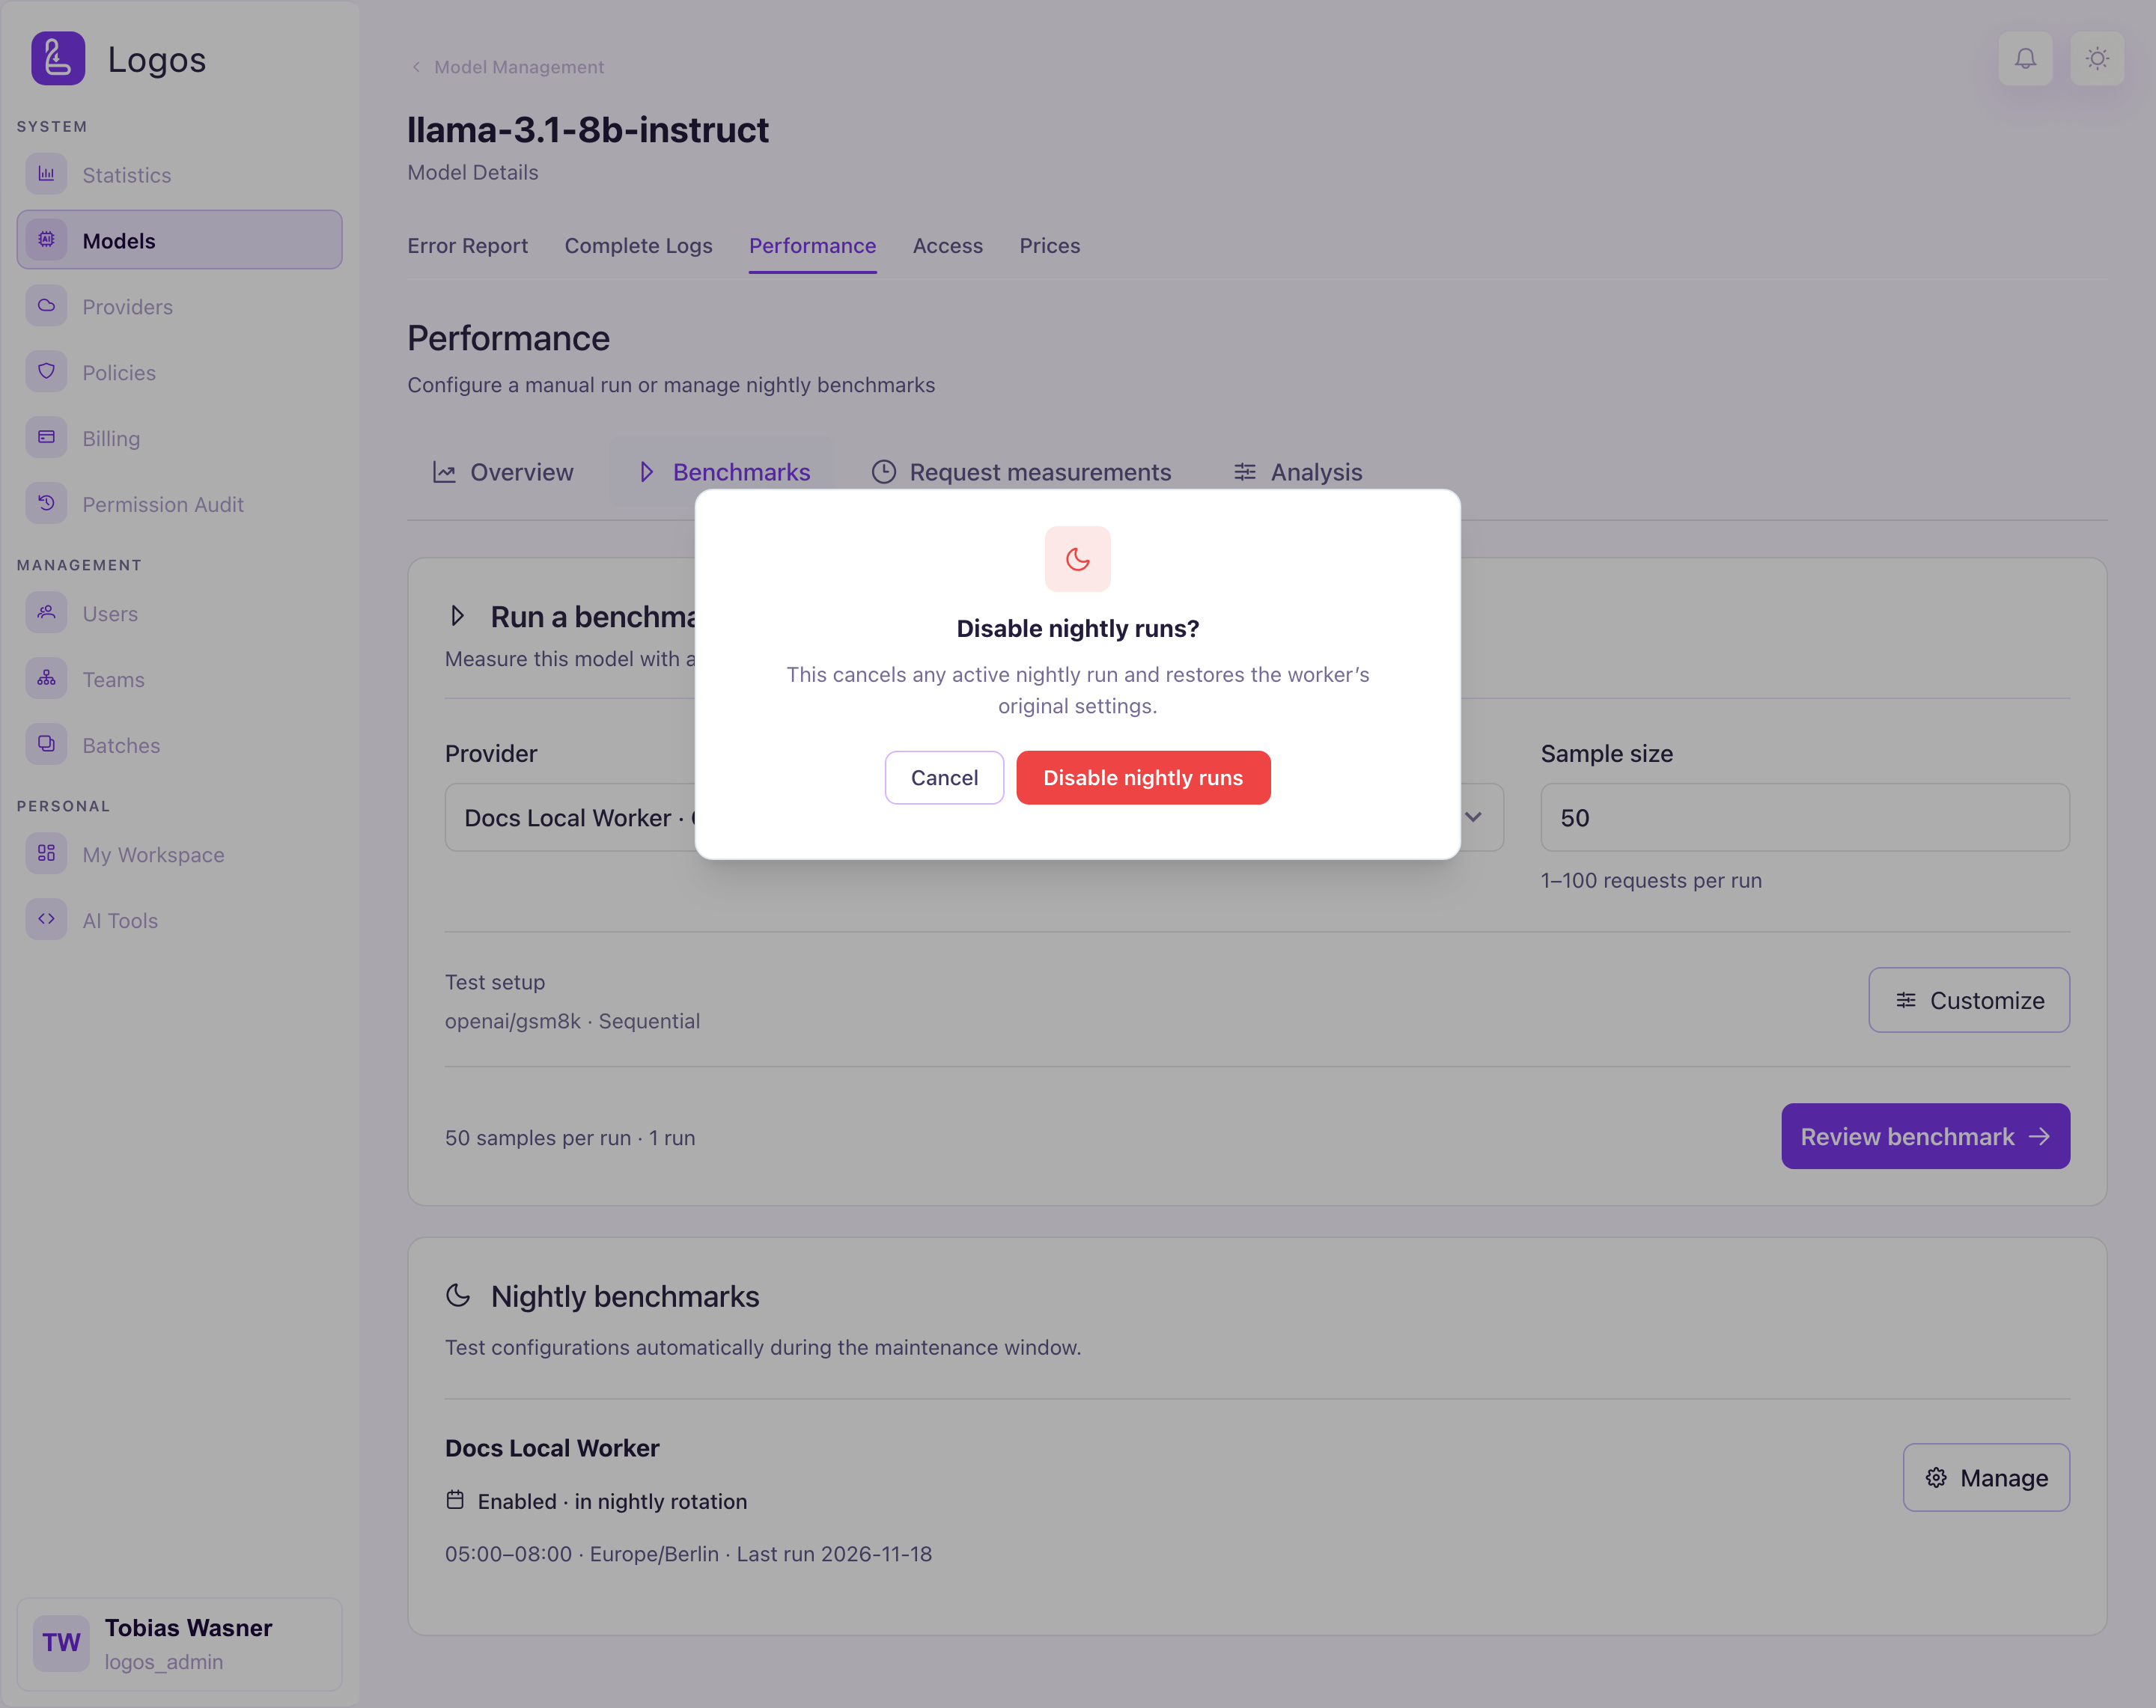 Logos
SYSTEM
Statistics
Models
Providers
Policies
Billing
Permission Audit
MANAGEMENT
Users
Teams
Batches
PERSONAL
My Workspace
AI Tools
TW
Tobias Wasner
logos_admin
Model Management
llama-3.1-8b-instruct
Model Details
Error Report
Complete Logs
Performance
Access
Prices
Performance
Configure a manual run or manage nightly benchmarks
Overview
Benchmarks
Request measurements
Analysis
Run a benchma
Measure this model with a
Provider
Docs Local Worker ·
Sample size
50
1–100 requests per run
Disable nightly runs?
This cancels any active nightly run and restores the worker’s
original settings.
Cancel
Disable nightly runs
Test setup
openai/gsm8k · Sequential
Customize
50 samples per run · 1 run
Review benchmark
Nightly benchmarks
Test configurations automatically during the maintenance window.
Docs Local Worker
Enabled · in nightly rotation
05:00–08:00 · Europe/Berlin · Last run 2026-11-18
Manage